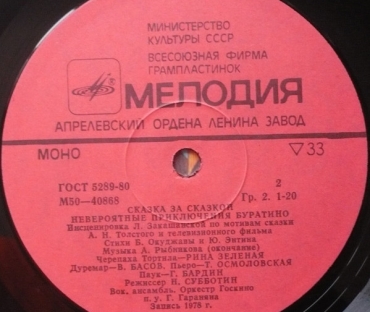 МИНИСТЕРСТВО
КУЛЬТУРЫ СССР
ВСЕСОЮЗНАЯ ФИРМА
ГРАМПЛАСТИНОК
МЕЛОДИЯ
АПРЕЛЕВСКИЙ ОРДЕНА ЛЕНИНА ЗАВОД
МОНО ▽33
ГОСТ 5289-80 2
М50—40868 Гр. 2. 1-20
СКАЗКА ЗА СКАЗКОЙ
НЕВЕРОЯТНЫЕ ПРИКЛЮЧЕНИЯ БУРАТИНО
Инсценировка Л. Закашанской по мотивам сказки
А. Н. Толстого и телевизионного фильма
Стихи Б. Окуджавы и Ю. Энтина
Музыка А. Рыбникова (окончание)
Черепаха Тортила—РИНА ЗЕЛЕНАЯ
Дуремар—В. БАСОВ. Пьеро—Т. ОСМОЛОВСКАЯ
Паук—Г. БАРДИН
Режиссер Н. СУББОТИН
Вок. ансамбль. Оркестр Госкино
п. у. Г. Гараняна
Запись 1978 г.